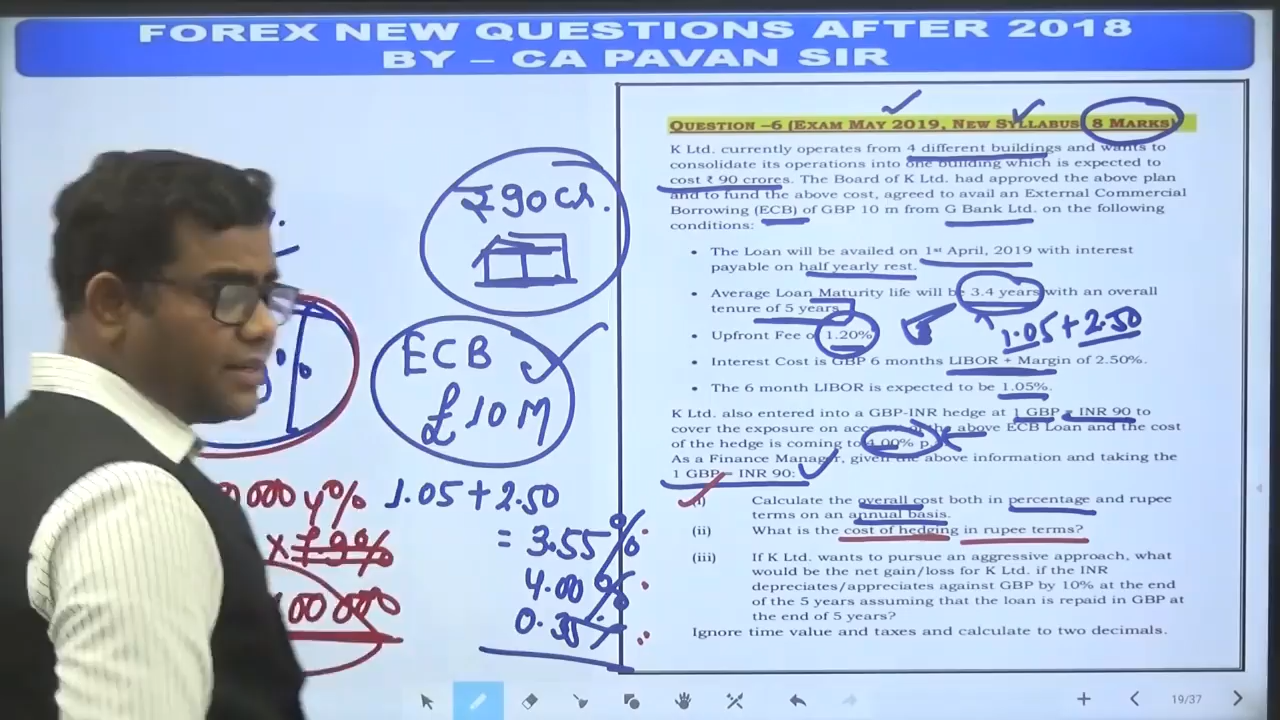 FOREX NEW QUESTIONS AFTER 2018
BY – CA PAVAN SIR
QUESTION –6 (EXAM MAY 2019, NEW SYLLABUS 8 MARKS)
K Ltd. currently operates from 4 different buildings and wants to
consolidate its operations into one building which is expected to
cost ₹ 90 crores. The Board of K Ltd. had approved the above plan
and to fund the above cost, agreed to avail an External Commercial
Borrowing (ECB) of GBP 10 m from G Bank Ltd. on the following
conditions:
• The Loan will be availed on 1st April, 2019 with interest
payable on half yearly rest.
• Average Loan Maturity life will be 3.4 years with an overall
tenure of 5 years.
• Upfront Fee of 1.20%
1.05 + 2.50
• Interest Cost is GBP 6 months LIBOR + Margin of 2.50%.
• The 6 month LIBOR is expected to be 1.05%.
K Ltd. also entered into a GBP-INR hedge at 1 GBP = INR 90 to
cover the exposure on account of the above ECB Loan and the cost
of the hedge is coming to 4.00% p.
As a Finance Manager, given the above information and taking the
1 GBP = INR 90:
(i) Calculate the overall cost both in percentage and rupee
terms on an annual basis.
(ii) What is the cost of hedging in rupee terms?
(iii) If K Ltd. wants to pursue an aggressive approach, what
would be the net gain/loss for K Ltd. if the INR
depreciates/appreciates against GBP by 10% at the end
of the 5 years assuming that the loan is repaid in GBP at
the end of 5 years?
Ignore time value and taxes and calculate to two decimals.
₹90 cr.
ECB
£10M
1.05 + 2.50
= 3.55%
4.00%
0.35%
19/37